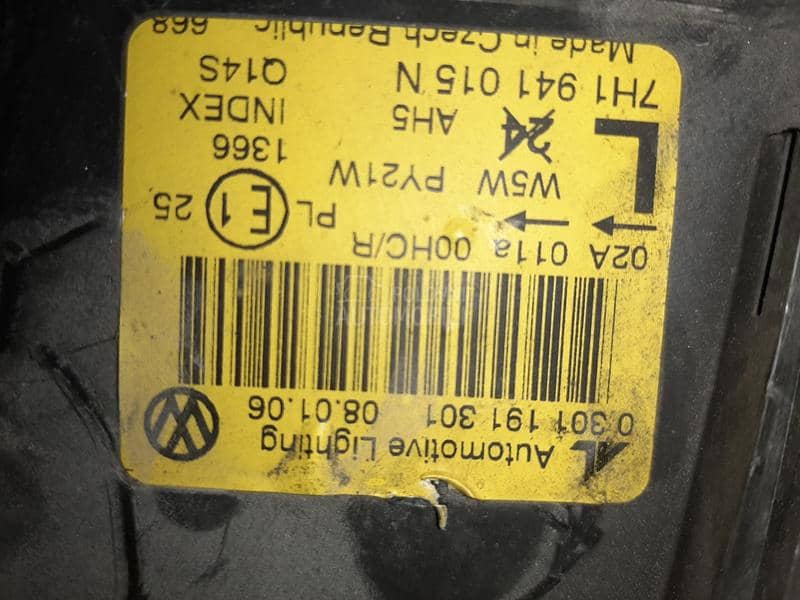 Automotive Lighting
0 301 191 301 08.01.06
02A 011a 00HC/R PL E1 25
W5W PY21W 1366
L 24 AH5 INDEX
7H1 941 015 N Q14S
Made in Czech Republic 668